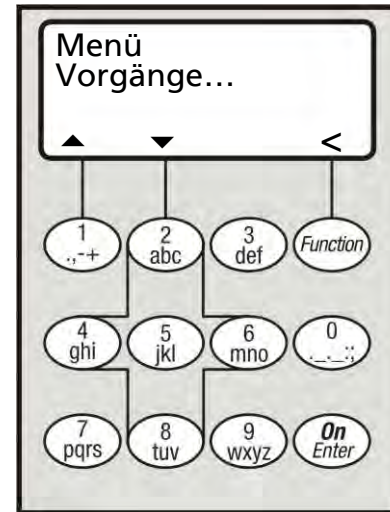 Menü
Vorgänge...
<
1 2 3 Function
.,-+ abc def
4 5 6 0
ghi jkl mno ._-:;
7 8 9 On
pqrs tuv wxyz Enter